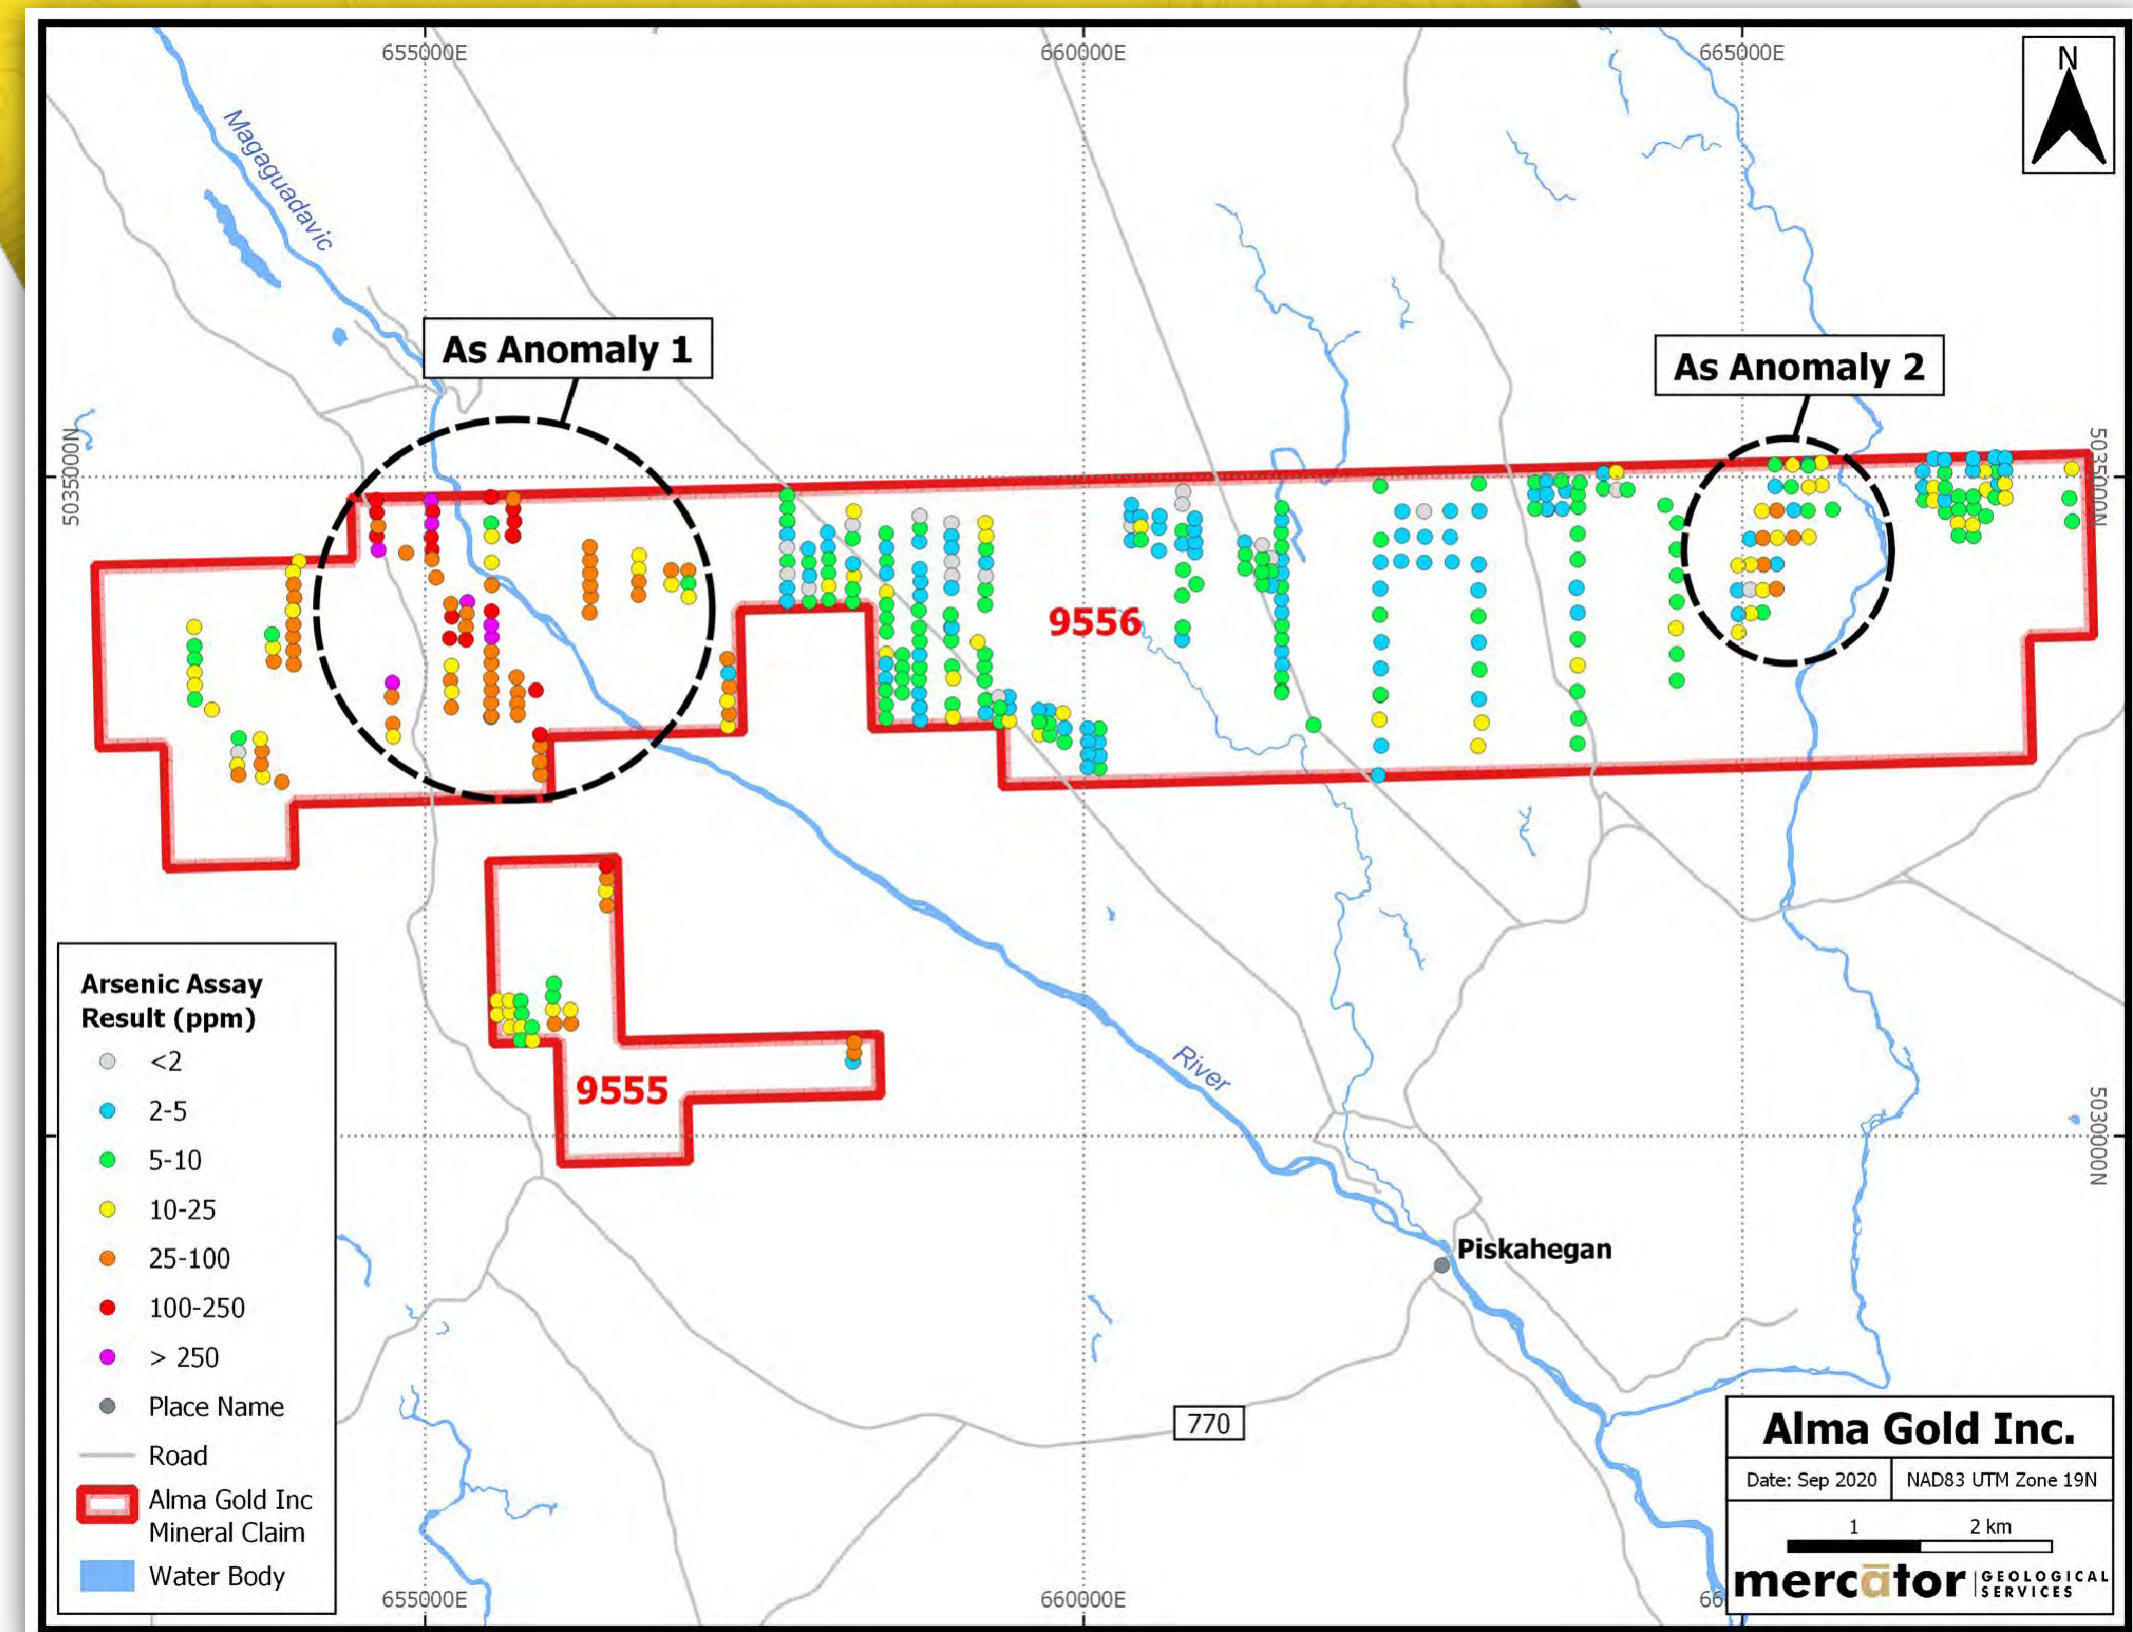 655000E
660000E
665000E
N
Magaguadavic
As Anomaly 1
As Anomaly 2
5035000N
5035000N
9556
9555
River
5030000N
Piskahegan
770
Arsenic Assay
Result (ppm)
<2
2-5
5-10
10-25
25-100
100-250
> 250
Place Name
Road
Alma Gold Inc
Mineral Claim
Water Body
Alma Gold Inc.
Date: Sep 2020
NAD83 UTM Zone 19N
1
2 km
mercator
GEOLOGICAL
SERVICES
655000E
660000E
66